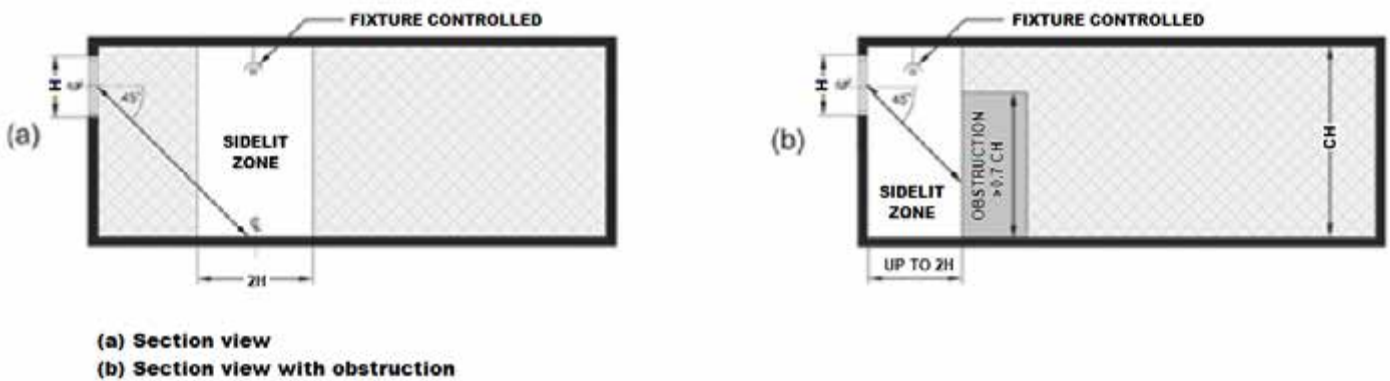 FIXTURE CONTROLLED
H
℄
45°
(a)
SIDELIT
ZONE
℄
2H
FIXTURE CONTROLLED
H
℄
45°
(b)
SIDELIT
ZONE
OBSTRUCTION
>0.7 CH
CH
UP TO 2H
(a) Section view
(b) Section view with obstruction